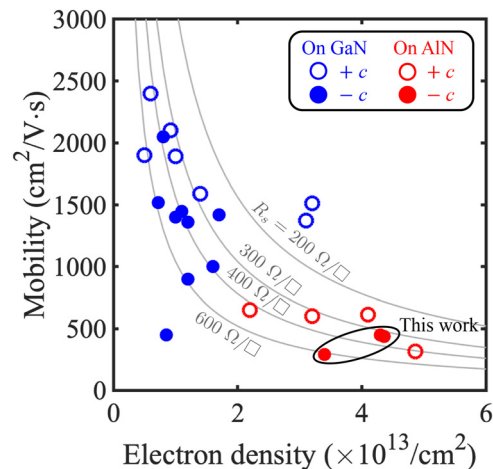 3000
2500
2000
1500
1000
500
0
Mobility (cm²/V·s)
On GaN On AlN
+ c + c
− c − c
Rₛ = 200 Ω/□
300 Ω/□
400 Ω/□
600 Ω/□
This work
0 2 4 6
Electron density (×10¹³/cm²)